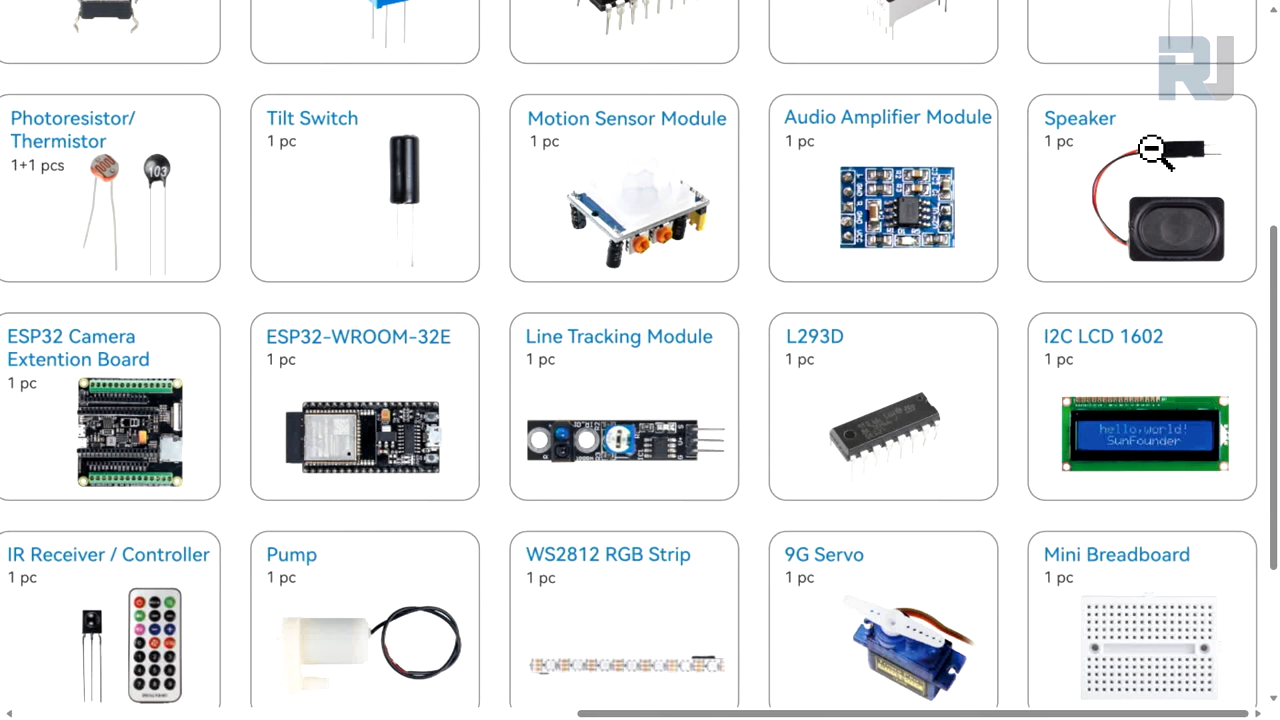 RJ
Photoresistor/
Thermistor
1+1 pcs
103
Tilt Switch
1 pc
Motion Sensor Module
1 pc
Audio Amplifier Module
1 pc
Speaker
1 pc
ESP32 Camera
Extention Board
1 pc
ESP32-WROOM-32E
1 pc
Line Tracking Module
1 pc
L293D
1 pc
I2C LCD 1602
1 pc
hello,world!
SunFounder
IR Receiver / Controller
1 pc
Pump
1 pc
WS2812 RGB Strip
1 pc
9G Servo
1 pc
Mini Breadboard
1 pc